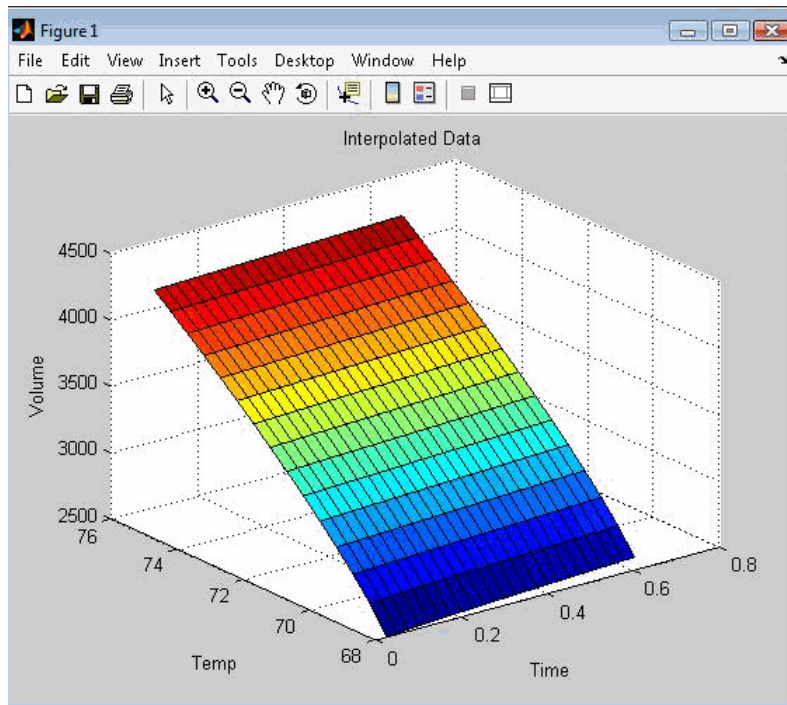 Figure 1
File Edit View Insert Tools Desktop Window Help
Interpolated Data
4500
4000
3500
3000
2500
Volume
76
74
72
70
68
Temp
0
0.2
0.4
0.6
0.8
Time